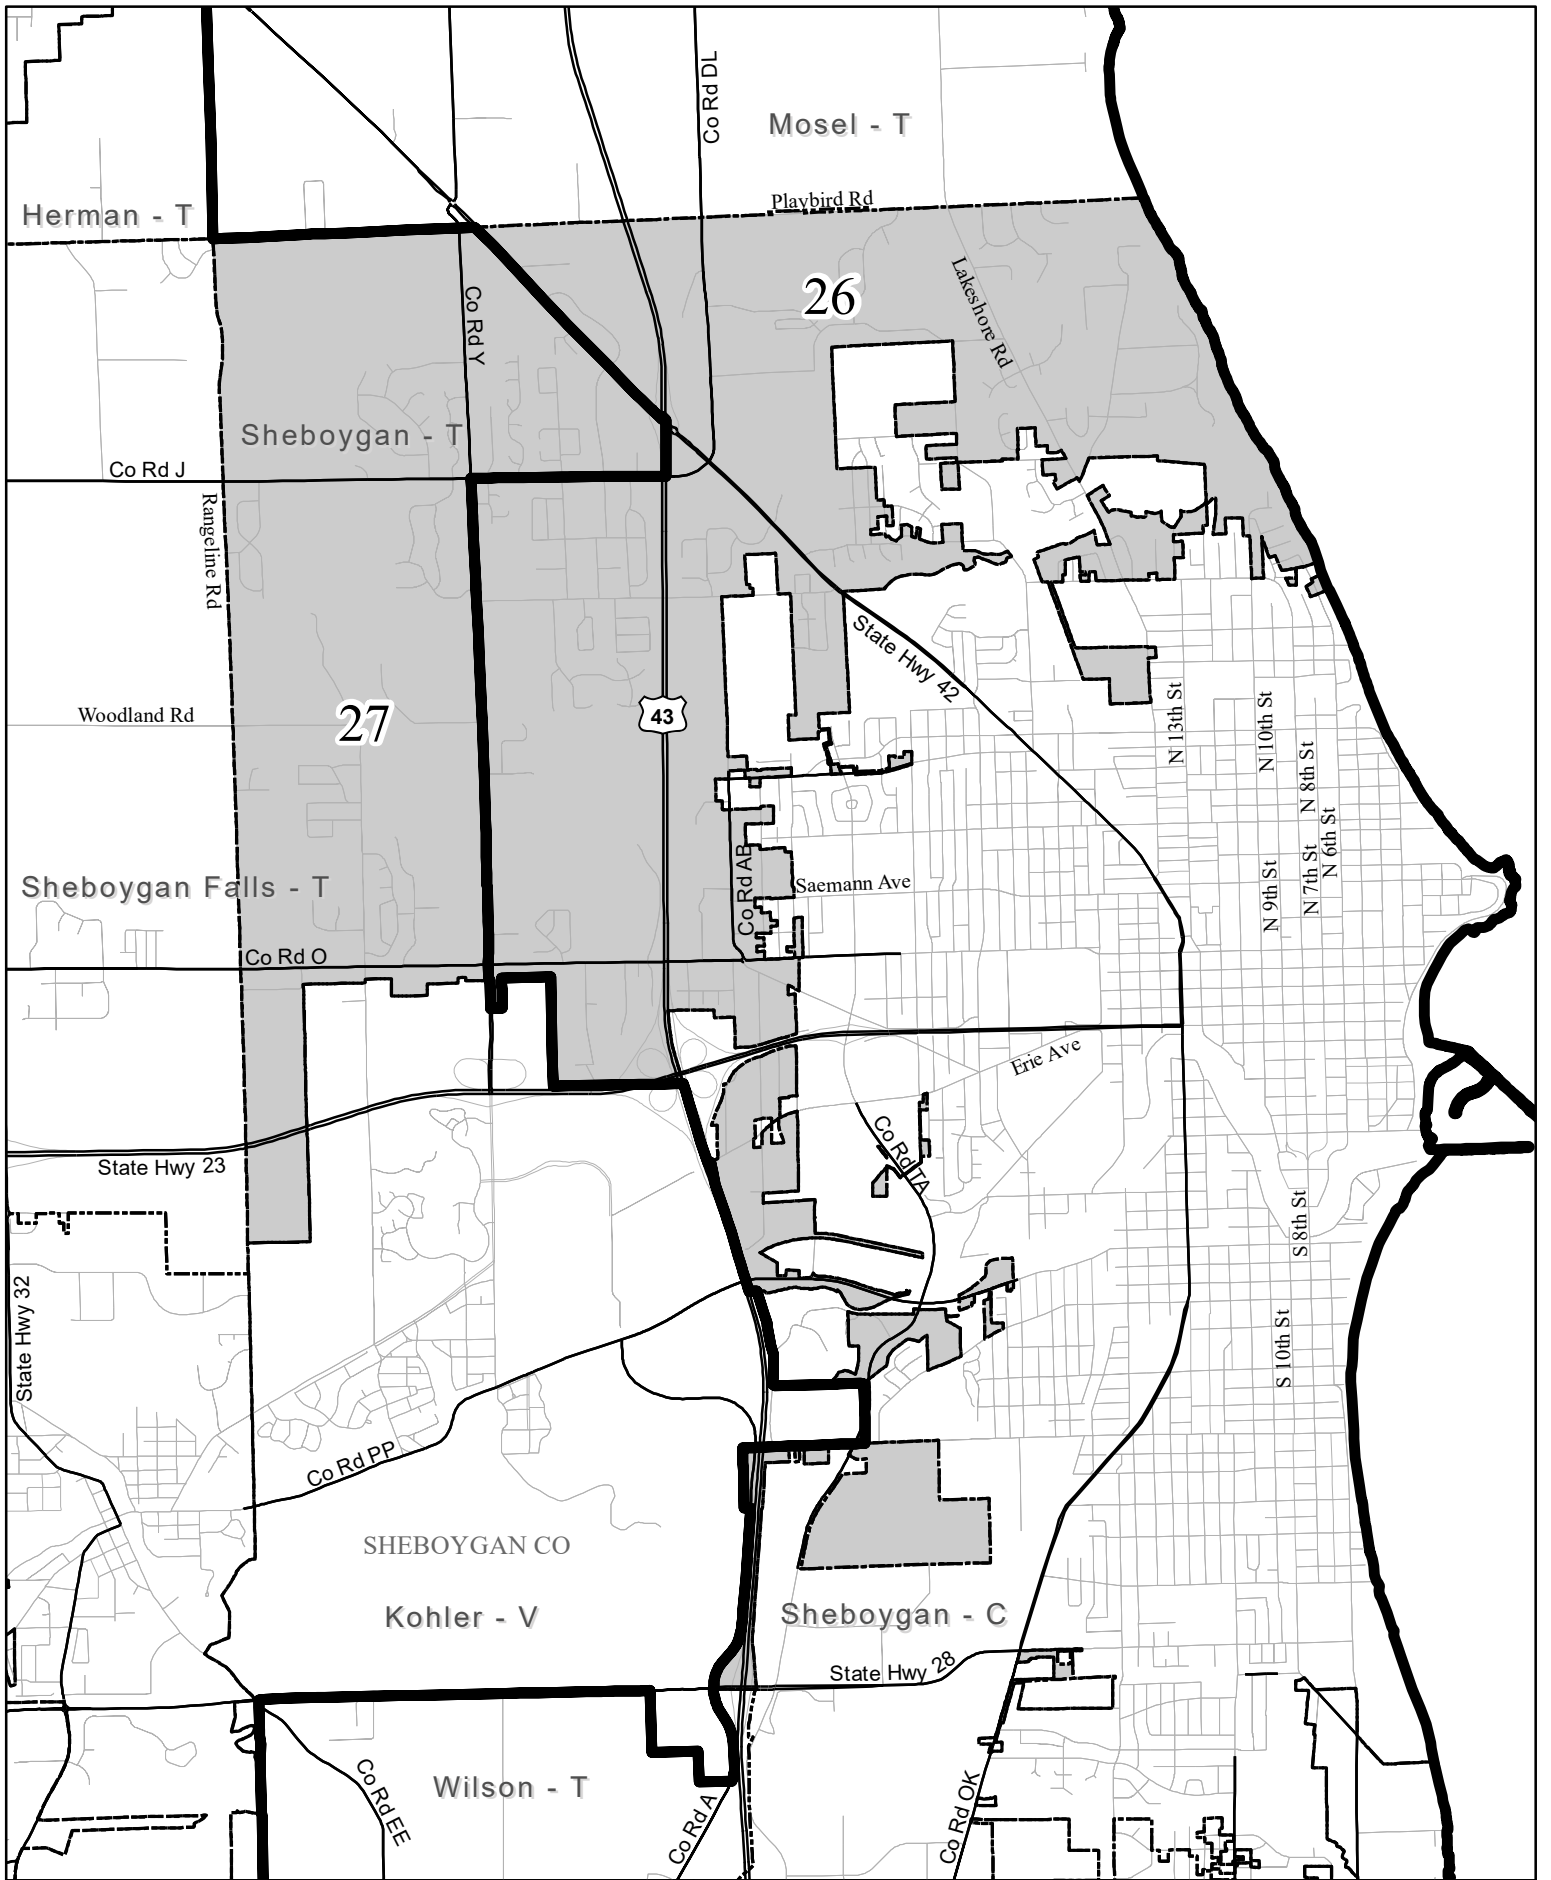 Co Rd DL
Mosel - T
Playbird Rd
Herman - T
26
Lakeshore Rd
Co Rd Y
Sheboygan - T
Co Rd J
Rangeline Rd
State Hwy 42
Woodland Rd
27
43
N 13th St
N 10th St
N 8th St
N 6th St
Co Rd AB
Saemann Ave
N 9th St
N 7th St
Sheboygan Falls - T
Co Rd O
Erie Ave
Co Rd TA
State Hwy 23
S 8th St
State Hwy 32
S 10th St
Co Rd PP
SHEBOYGAN CO
Kohler - V
Sheboygan - C
State Hwy 28
Wilson - T
Co Rd EE
Co Rd A
Co Rd OK